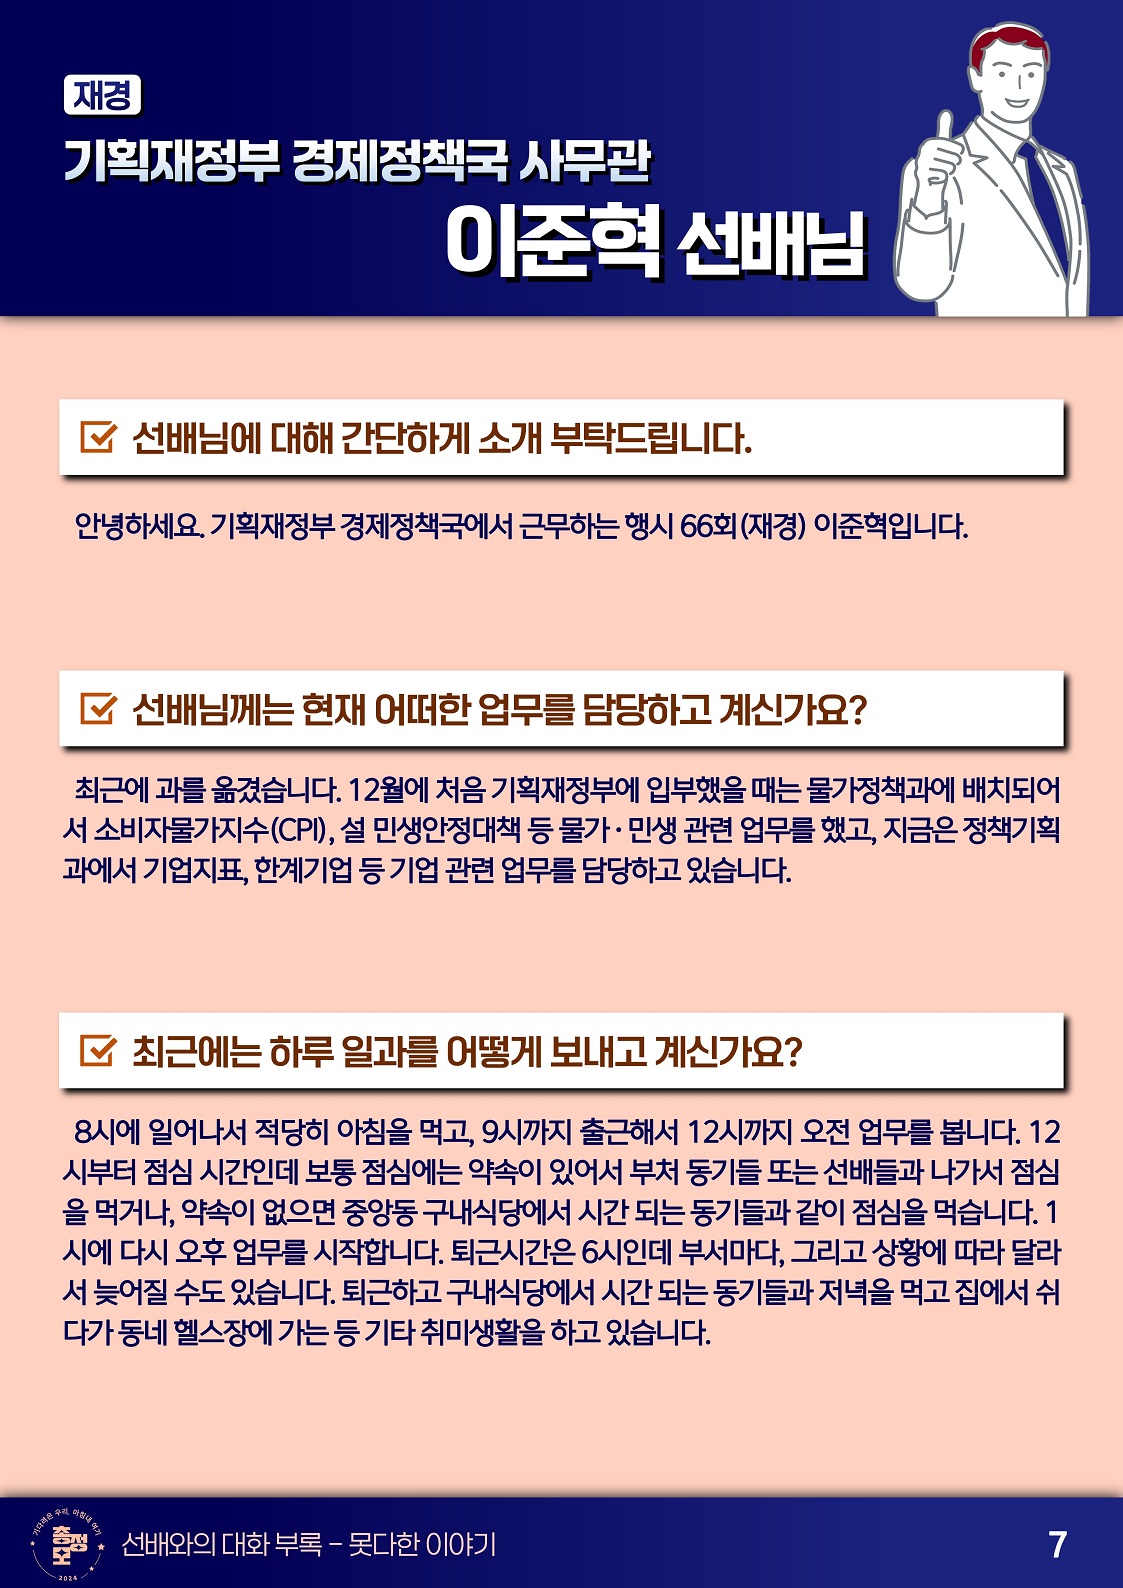 재경
기획재정부 경제정책국 사무관
이준혁 선배님
선배님에 대해 간단하게 소개 부탁드립니다.
안녕하세요. 기획재정부 경제정책국에서 근무하는 행시 66회(재경) 이준혁입니다.
선배님께는 현재 어떠한 업무를 담당하고 계신가요?
최근에 과를 옮겼습니다. 12월에 처음 기획재정부에 입부했을 때는 물가정책과에 배치되어
서 소비자물가지수(CPI), 설 민생안정대책 등 물가·민생 관련 업무를 했고, 지금은 정책기획
과에서 기업지표, 한계기업 등 기업 관련 업무를 담당하고 있습니다.
최근에는 하루 일과를 어떻게 보내고 계신가요?
8시에 일어나서 적당히 아침을 먹고, 9시까지 출근해서 12시까지 오전 업무를 봅니다. 12
시부터 점심 시간인데 보통 점심에는 약속이 있어서 부처 동기들 또는 선배들과 나가서 점심
을 먹거나, 약속이 없으면 중앙동 구내식당에서 시간 되는 동기들과 같이 점심을 먹습니다. 1
시에 다시 오후 업무를 시작합니다. 퇴근시간은 6시인데 부서마다, 그리고 상황에 따라 달라
서 늦어질 수도 있습니다. 퇴근하고 구내식당에서 시간 되는 동기들과 저녁을 먹고 집에서 쉬
다가 동네 헬스장에 가는 등 기타 취미생활을 하고 있습니다.
기다려온 우리, 마침내 여기
총정모
2024
선배와의 대화 부록 – 못다한 이야기
7